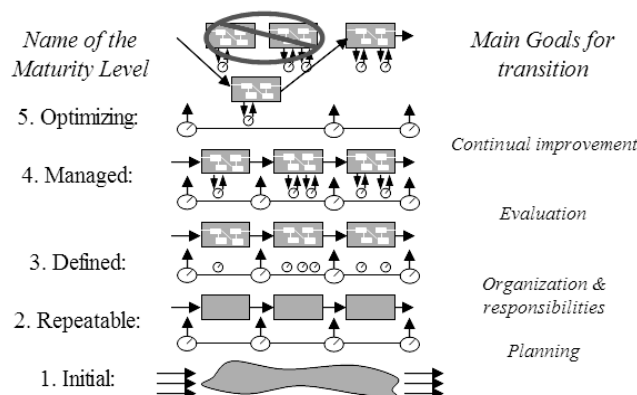 Name of the
Maturity Level
Main Goals for
transition
5. Optimizing:
Continual improvement
4. Managed:
Evaluation
3. Defined:
Organization &
responsibilities
2. Repeatable:
Planning
1. Initial: